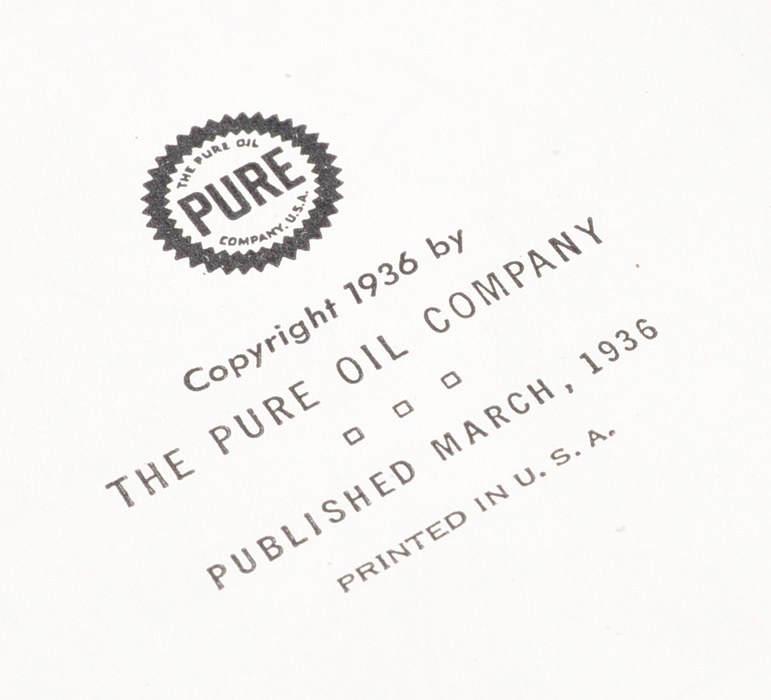 THE PURE OIL
PURE
COMPANY, U.S.A.
Copyright 1936 by
THE PURE OIL COMPANY
PUBLISHED MARCH, 1936
PRINTED IN U. S. A.